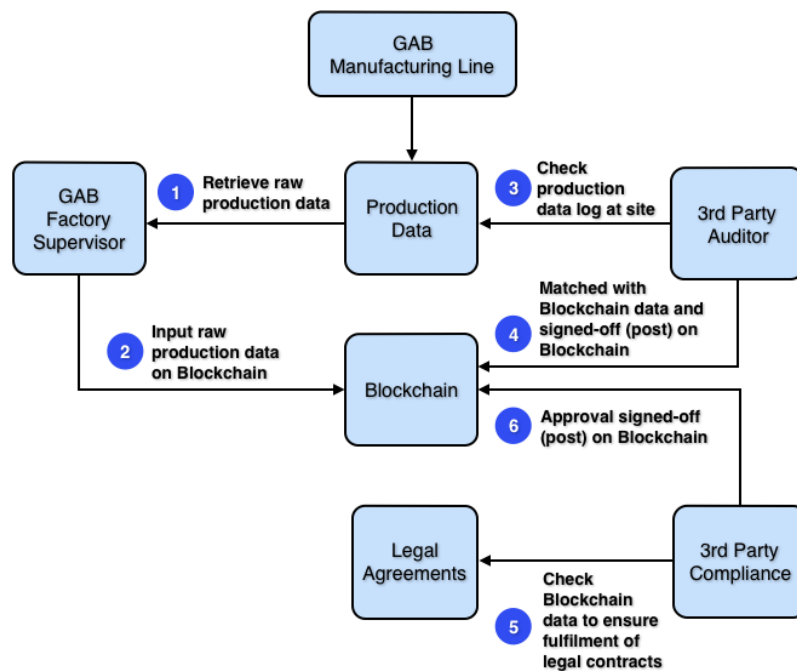 GAB
Manufacturing Line
1
Retrieve raw
production data
3
Check
production
data log at site
GAB
Factory
Supervisor
Production
Data
3rd Party
Auditor
2
Input raw
production data
on Blockchain
4
Matched with
Blockchain data and
signed-off (post) on
Blockchain
Blockchain
6
Approval signed-off
(post) on Blockchain
Legal
Agreements
3rd Party
Compliance
5
Check
Blockchain
data to ensure
fulfilment of
legal contracts